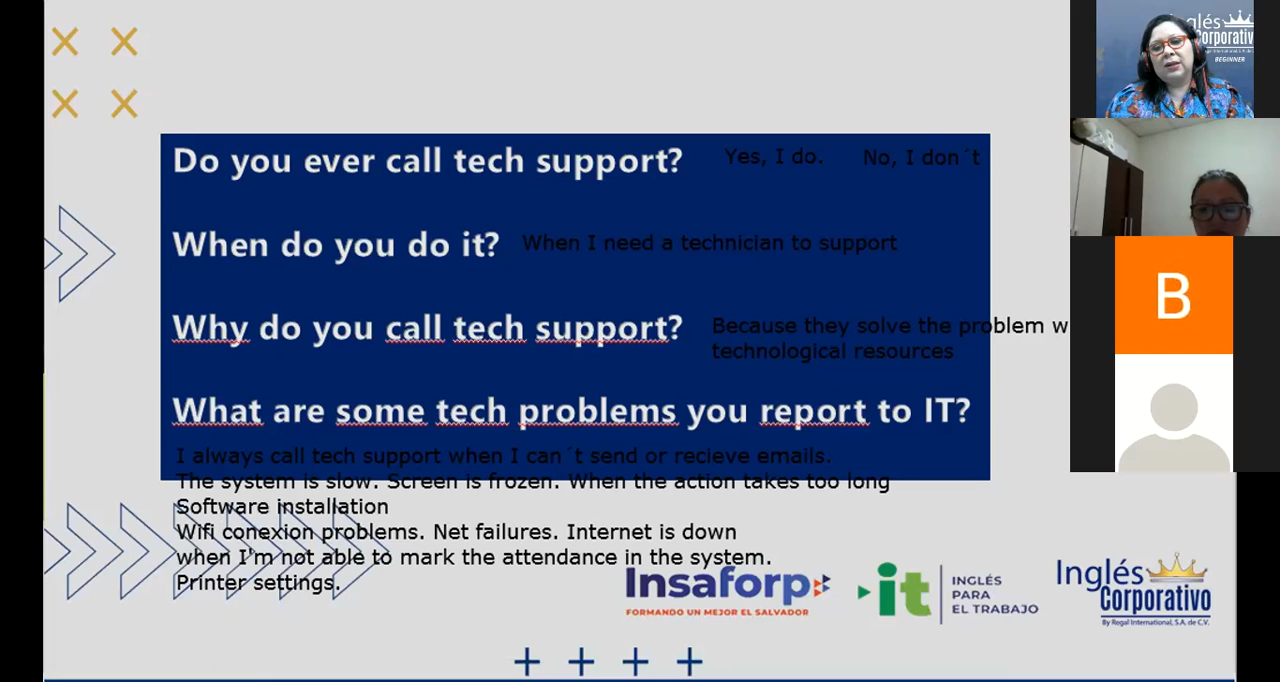 Inglés
Corporativo
BEGINNER
Do you ever call tech support? Yes, I do. No, I don´t
When do you do it? When I need a technician to support
Why do you call tech support? Because they solve the problem w
technological resources
What are some tech problems you report to IT?
I always call tech support when I can´t send or recieve emails.
The system is slow. Screen is frozen. When the action takes too long
Software installation
Wifi conexion problems. Net failures. Internet is down
when I'm not able to mark the attendance in the system.
Printer settings.
B
Insaforp
FORMANDO UN MEJOR EL SALVADOR
it
INGLÉS
PARA
EL TRABAJO
Inglés
Corporativo
By Regal International, S.A. de C.V.